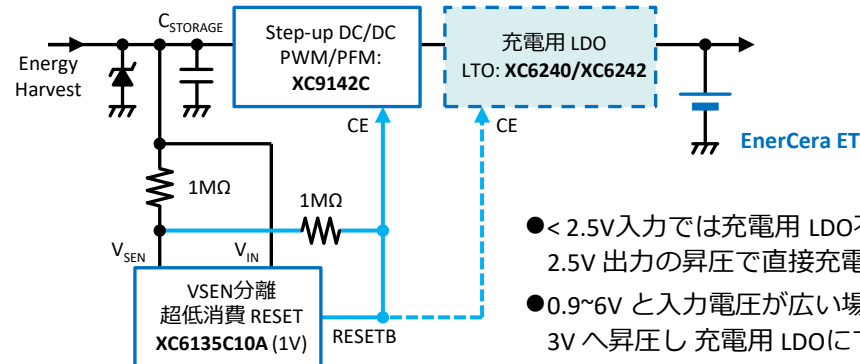 CSTORAGE
Energy
Harvest
Step-up DC/DC
PWM/PFM:
XC9142C
充電用 LDO
LTO: XC6240/XC6242
CE
CE
EnerCera ET
1MΩ
1MΩ
VSEN
VIN
VSEN分離
超低消費 RESET
XC6135C10A (1V)
RESETB
●< 2.5V入力では充電用 LDO
2.5V 出力の昇圧で直接充電
●0.9~6V と入力電圧が広い場
3V へ昇圧し 充電用 LDOに